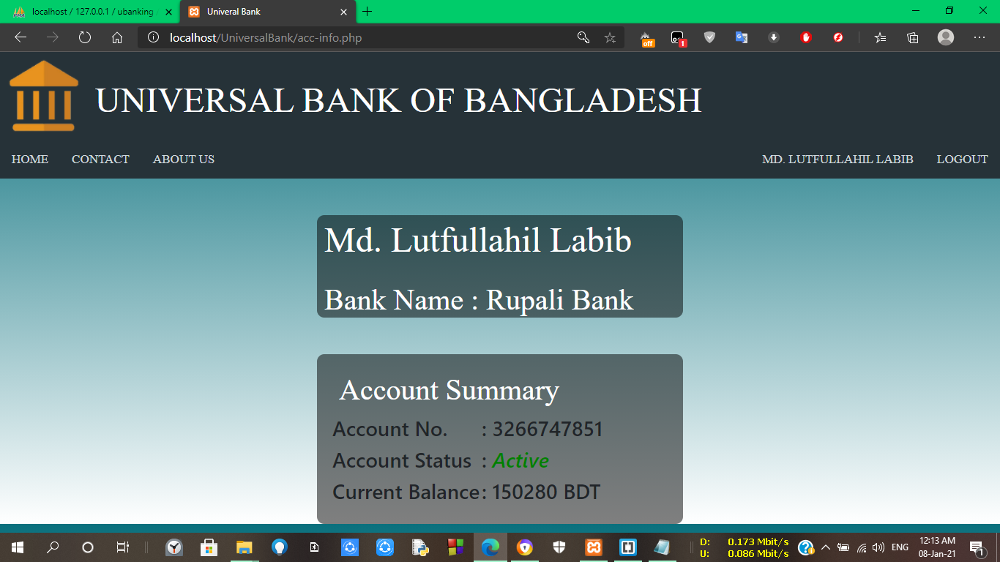 localhost / 127.0.0.1 / ubanking
Univeral Bank
localhost/UniversalBank/acc-info.php
off
1
UNIVERSAL BANK OF BANGLADESH
HOME CONTACT ABOUT US MD. LUTFULLAHIL LABIB LOGOUT
Md. Lutfullahil Labib
Bank Name : Rupali Bank
Account Summary
Account No. : 3266747851
Account Status : Active
Current Balance : 150280 BDT
D: 0.173 Mbit/s
U: 0.086 Mbit/s
ENG
12:13 AM
08-Jan-21
1